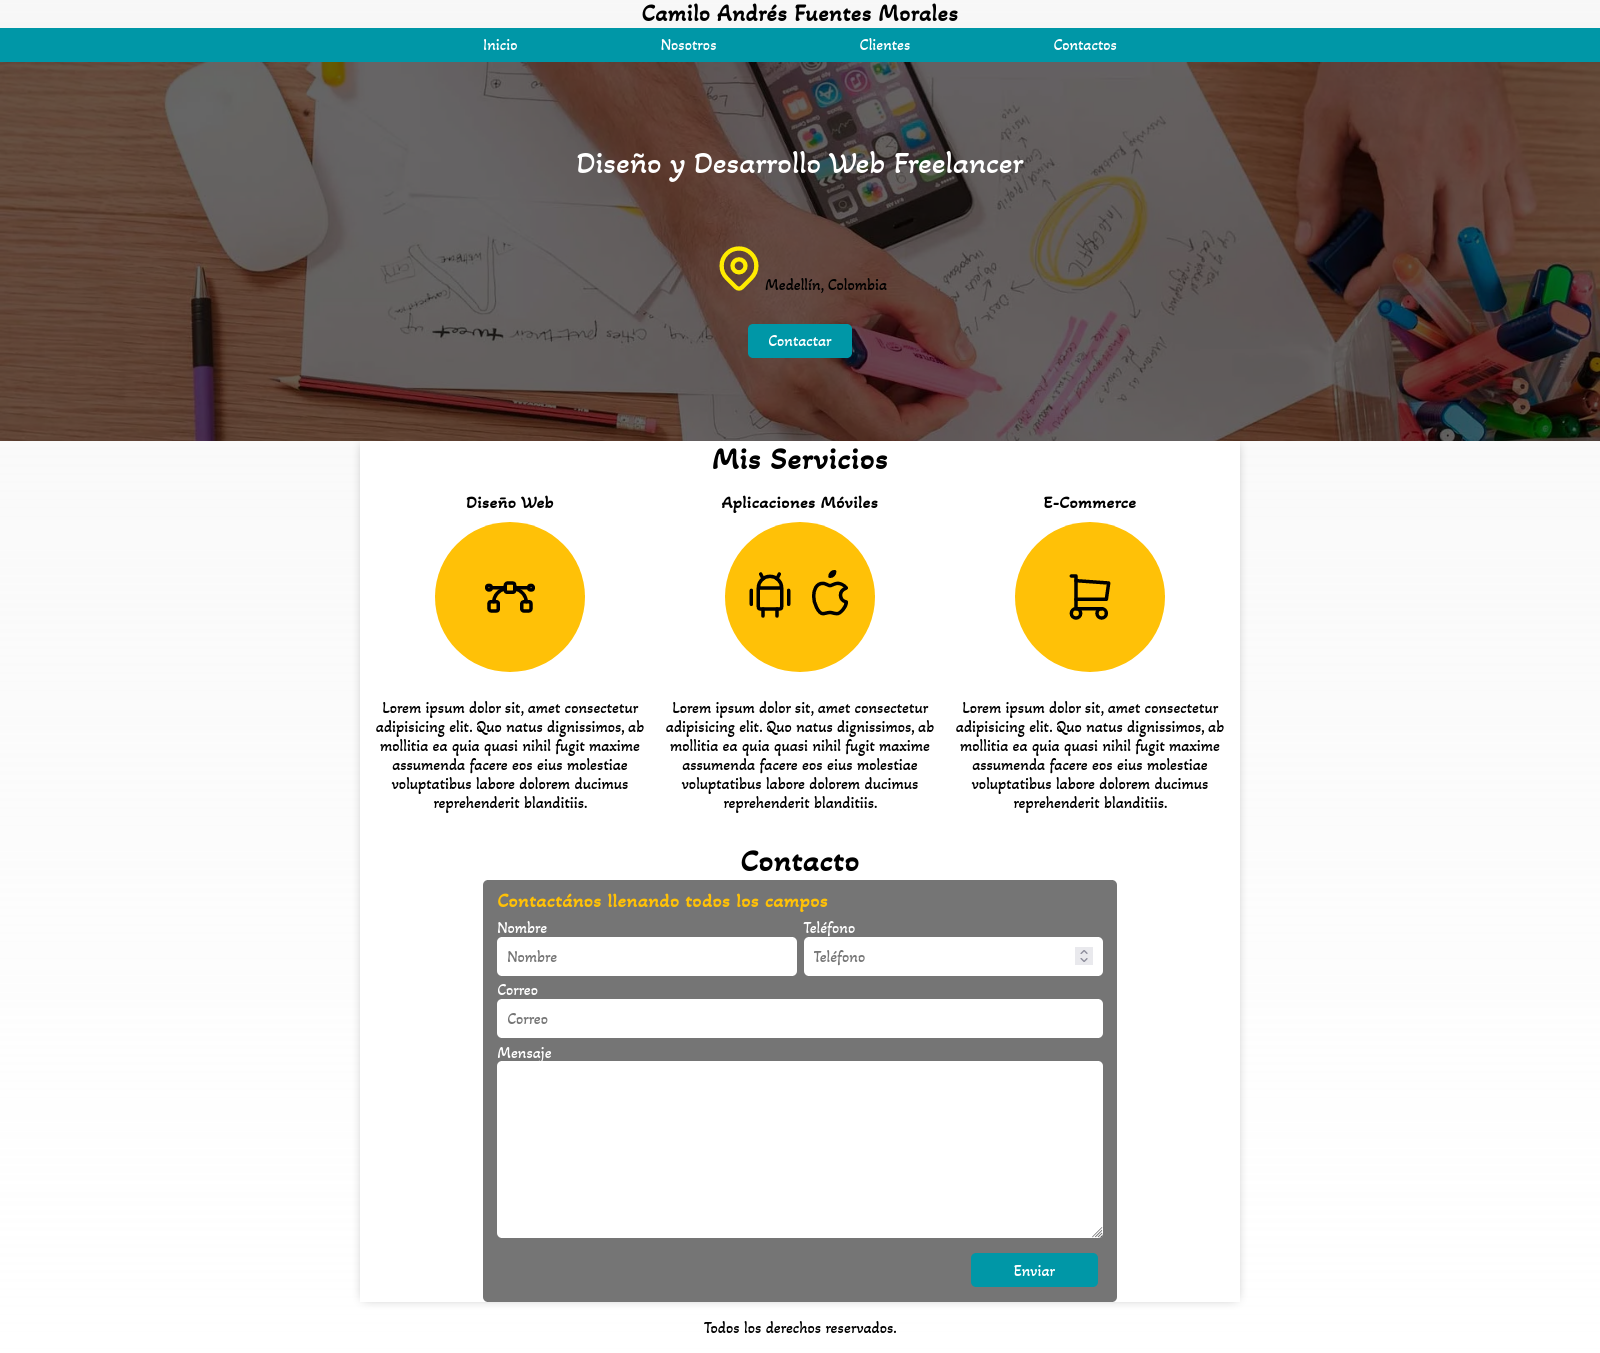 Camilo Andrés Fuentes Morales
Inicio Nosotros Clientes Contactos
Diseño y Desarrollo Web Freelancer
Medellín, Colombia
Contactar
Mis Servicios
Diseño Web
Lorem ipsum dolor sit, amet consectetur
adipisicing elit. Quo natus dignissimos, ab
mollitia ea quia quasi nihil fugit maxime
assumenda facere eos eius molestiae
voluptatibus labore dolorem ducimus
reprehenderit blanditiis.
Aplicaciones Móviles
Lorem ipsum dolor sit, amet consectetur
adipisicing elit. Quo natus dignissimos, ab
mollitia ea quia quasi nihil fugit maxime
assumenda facere eos eius molestiae
voluptatibus labore dolorem ducimus
reprehenderit blanditiis.
E-Commerce
Lorem ipsum dolor sit, amet consectetur
adipisicing elit. Quo natus dignissimos, ab
mollitia ea quia quasi nihil fugit maxime
assumenda facere eos eius molestiae
voluptatibus labore dolorem ducimus
reprehenderit blanditiis.
Contacto
Contactános llenando todos los campos
Nombre
Nombre
Teléfono
Teléfono
Correo
Correo
Mensaje
Enviar
Todos los derechos reservados.